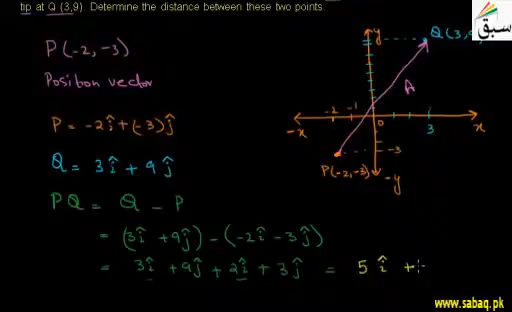 tip at Q (3,9). Determine the distance between these two points.
P(-2,-3)
Position vector
P = -2î+(-3)ĵ
Q = 3î + 9ĵ
PQ = Q - P
= (3î + 9ĵ) - (-2î - 3ĵ)
= 3î + 9ĵ + 2î + 3ĵ = 5î +
y
Q(3,9
A
-2 -1
0
3
-x
x
-3
P(-2,-3)
-y
سبق
www.sabaq.pk